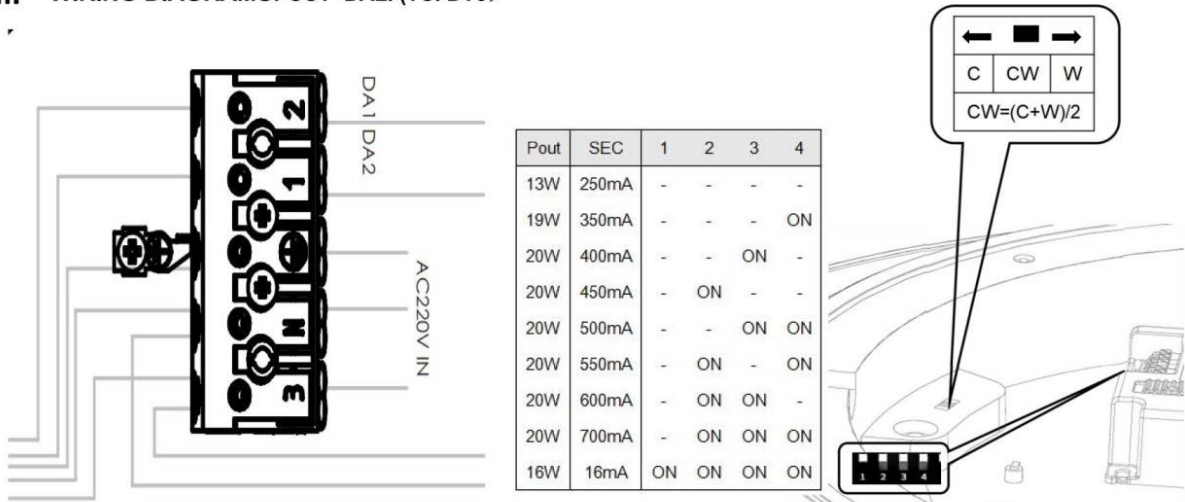 DA1 DA2
2
1
N
3
AC220V IN
Pout SEC 1 2 3 4
13W 250mA - - - -
19W 350mA - - - ON
20W 400mA - - ON -
20W 450mA - ON - -
20W 500mA - - ON ON
20W 550mA - ON - ON
20W 600mA - ON ON -
20W 700mA - ON ON ON
16W 16mA ON ON ON ON
C CW W
CW=(C+W)/2
1 2 3 4